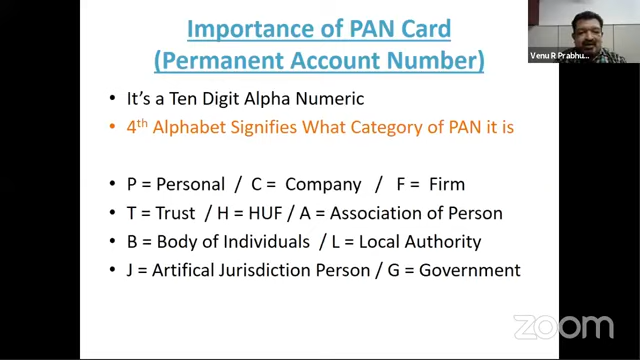 Importance of PAN Card
(Permanent Account Number)
Venu R Prabhu...
• It's a Ten Digit Alpha Numeric
• 4th Alphabet Signifies What Category of PAN it is
• P = Personal / C = Company / F = Firm
• T = Trust / H = HUF / A = Association of Person
• B = Body of Individuals / L = Local Authority
• J = Artifical Jurisdiction Person / G = Government
zoom